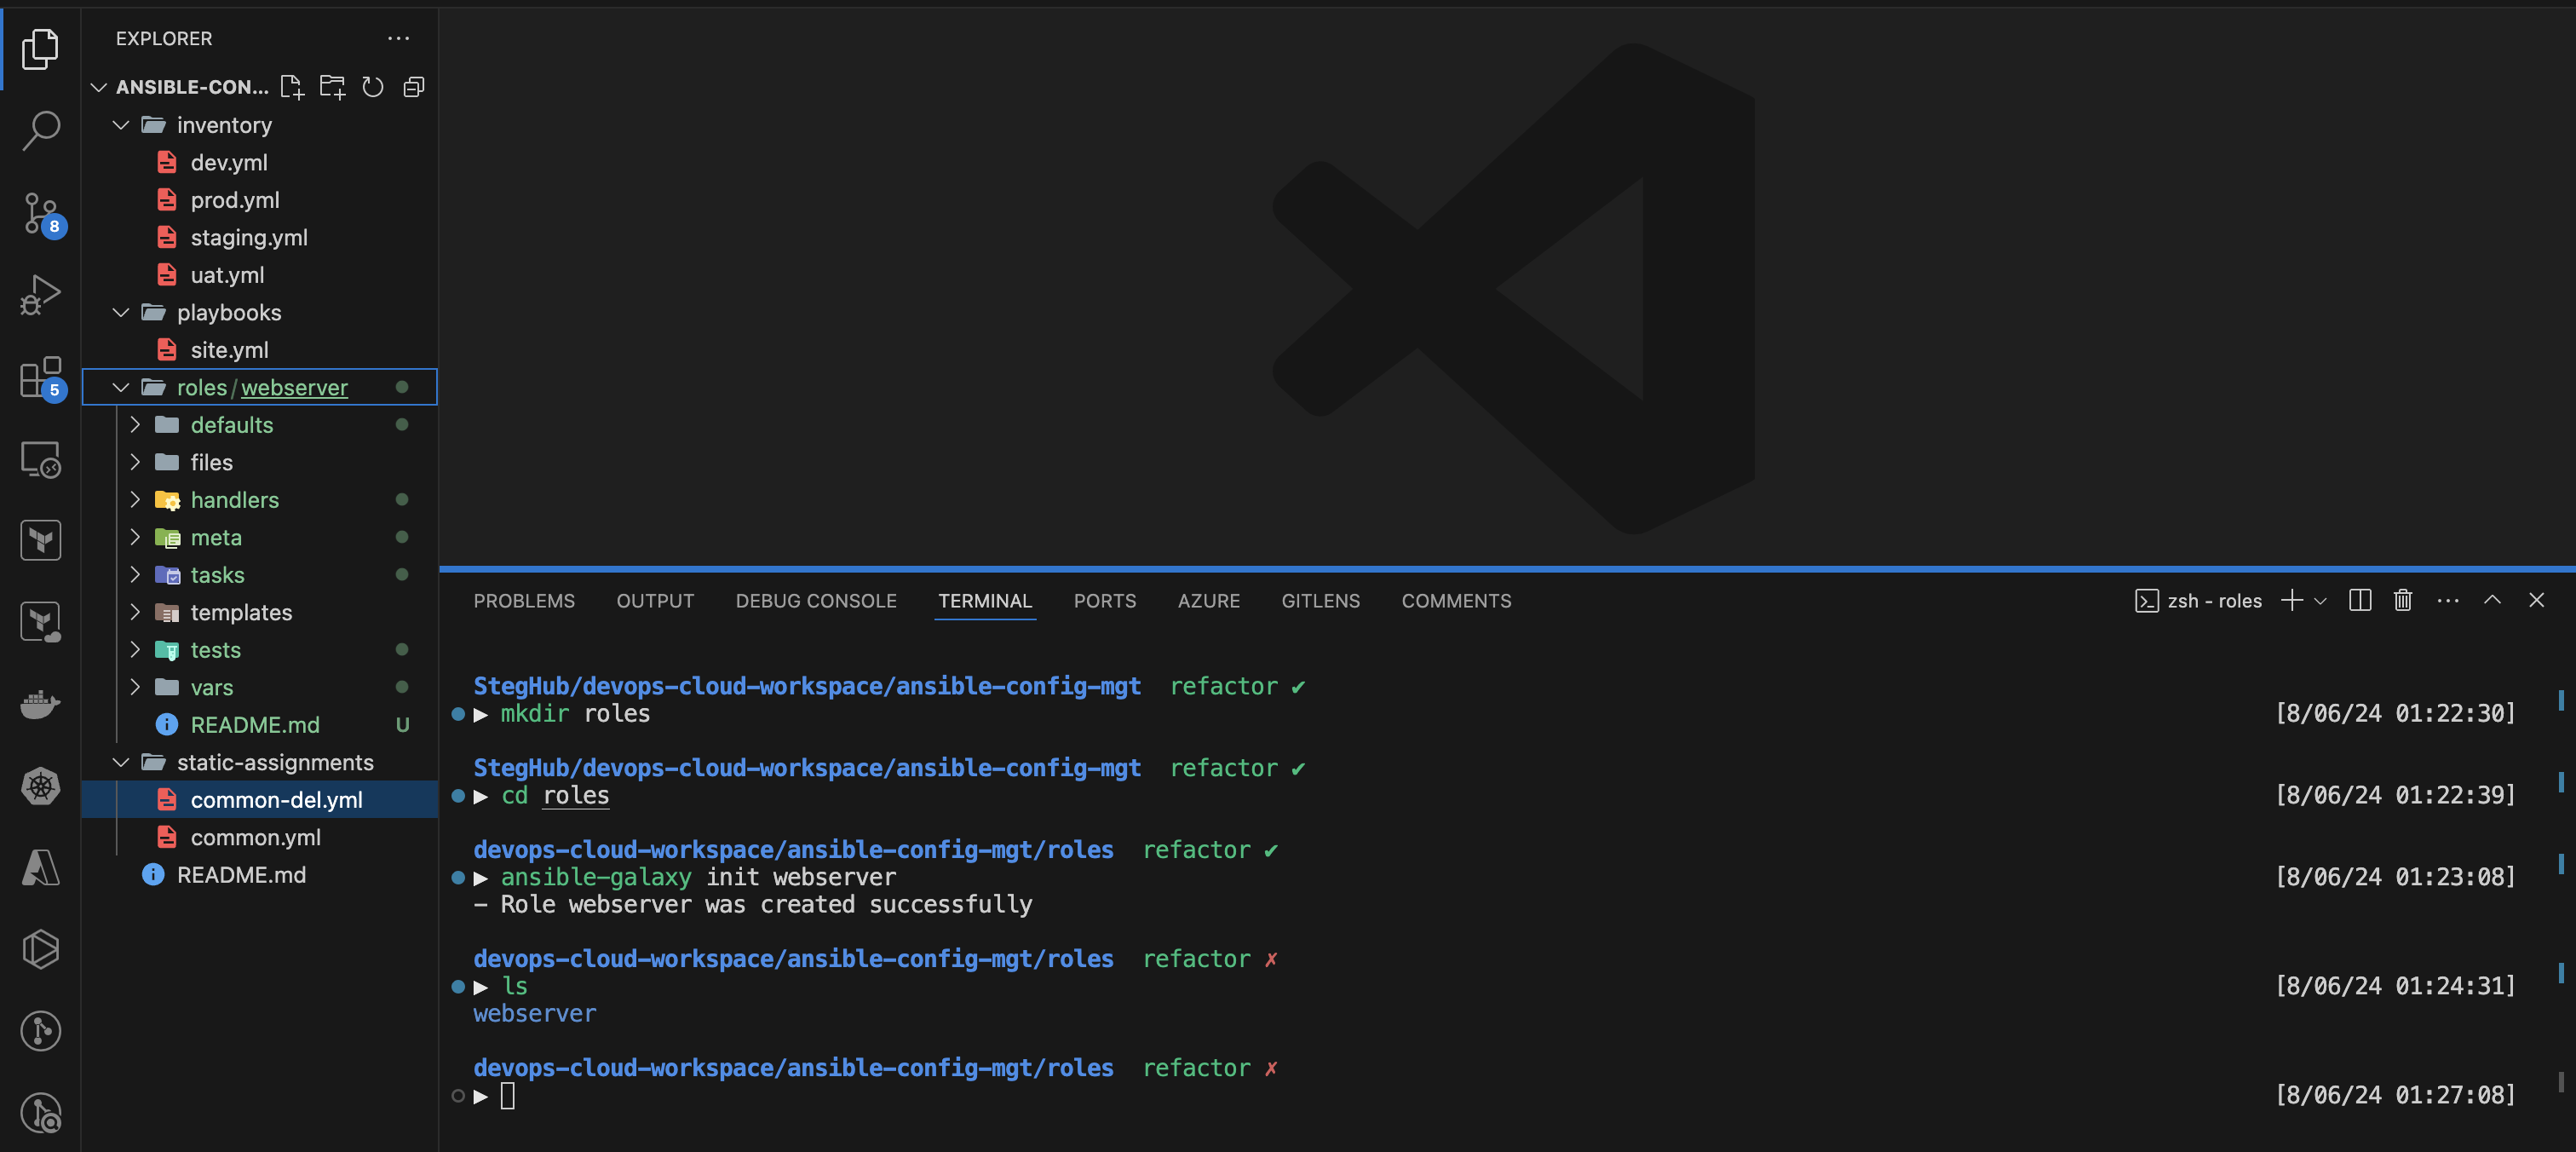 EXPLORER
ANSIBLE-CON...
inventory
dev.yml
prod.yml
staging.yml
uat.yml
playbooks
site.yml
roles/webserver
defaults
files
handlers
meta
tasks
templates
tests
vars
README.md U
static-assignments
common-del.yml
common.yml
README.md
8
5
PROBLEMS OUTPUT DEBUG CONSOLE TERMINAL PORTS AZURE GITLENS COMMENTS zsh - roles
StegHub/devops-cloud-workspace/ansible-config-mgt refactor ✔
▶ mkdir roles [8/06/24 01:22:30]
StegHub/devops-cloud-workspace/ansible-config-mgt refactor ✔
▶ cd roles [8/06/24 01:22:39]
devops-cloud-workspace/ansible-config-mgt/roles refactor ✔
▶ ansible-galaxy init webserver [8/06/24 01:23:08]
- Role webserver was created successfully
devops-cloud-workspace/ansible-config-mgt/roles refactor ✗
▶ ls [8/06/24 01:24:31]
webserver
devops-cloud-workspace/ansible-config-mgt/roles refactor ✗
▶ [8/06/24 01:27:08]